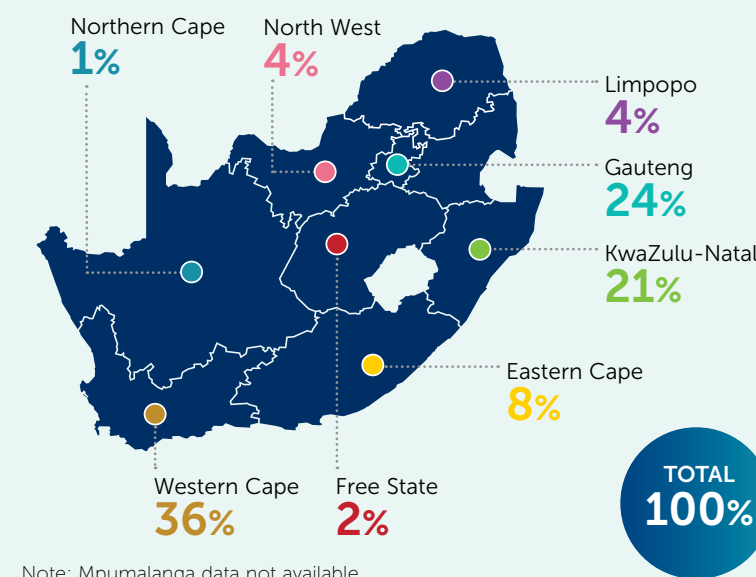 Northern Cape
1%
North West
4%
Limpopo
4%
Gauteng
24%
KwaZulu-Natal
21%
Eastern Cape
8%
Western Cape
36%
Free State
2%
TOTAL
100%
Note: Mpumalanga data not available